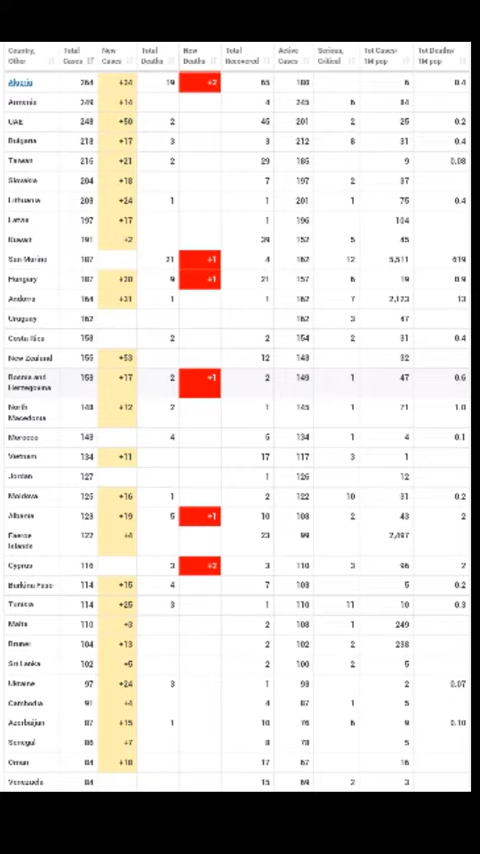 Country, Other Total Cases New Cases Total Deaths New Deaths Total Recovered Active Cases Serious, Critical Tot Cases/ 1M pop Tot Deaths/ 1M pop
Algeria 264 +34 19 +2 65 180 6 0.4
Armenia 249 +14 4 245 6 84
UAE 248 +50 2 45 201 2 25 0.2
Bulgaria 218 +17 3 3 212 8 31 0.4
Taiwan 216 +21 2 29 185 9 0.08
Slovakia 204 +18 7 197 2 37
Lithuania 203 +24 1 1 201 1 75 0.4
Latvia 197 +17 1 196 104
Kuwait 191 +2 39 152 5 45
San Marino 187 21 +1 4 162 12 5,511 619
Hungary 187 +20 9 +1 21 157 6 19 0.9
Andorra 164 +31 1 1 162 7 2,123 13
Uruguay 162 162 3 47
Costa Rica 158 2 2 154 2 31 0.4
New Zealand 155 +53 12 143 32
Bosnia and Herzegovina 153 +17 2 +1 2 149 1 47 0.6
North Macedonia 148 +12 2 1 145 1 71 1.0
Morocco 143 4 5 134 1 4 0.1
Vietnam 134 +11 17 117 3 1
Jordan 127 1 126 12
Moldova 125 +16 1 2 122 10 31 0.2
Albania 123 +19 5 +1 10 108 2 43 2
Faeroe Islands 122 +4 23 99 2,497
Cyprus 116 3 +2 3 110 3 96 2
Burkina Faso 114 +15 4 7 103 5 0.2
Tunisia 114 +25 3 1 110 11 10 0.3
Malta 110 +3 2 108 1 249
Brunei 104 +13 2 102 2 238
Sri Lanka 102 +5 2 100 2 5
Ukraine 97 +24 3 1 93 2 0.07
Cambodia 91 +4 4 87 1 5
Azerbaijan 87 +15 1 10 76 6 9 0.10
Senegal 86 +7 8 78 5
Oman 84 +18 17 67 16
Venezuela 84 15 69 2 3